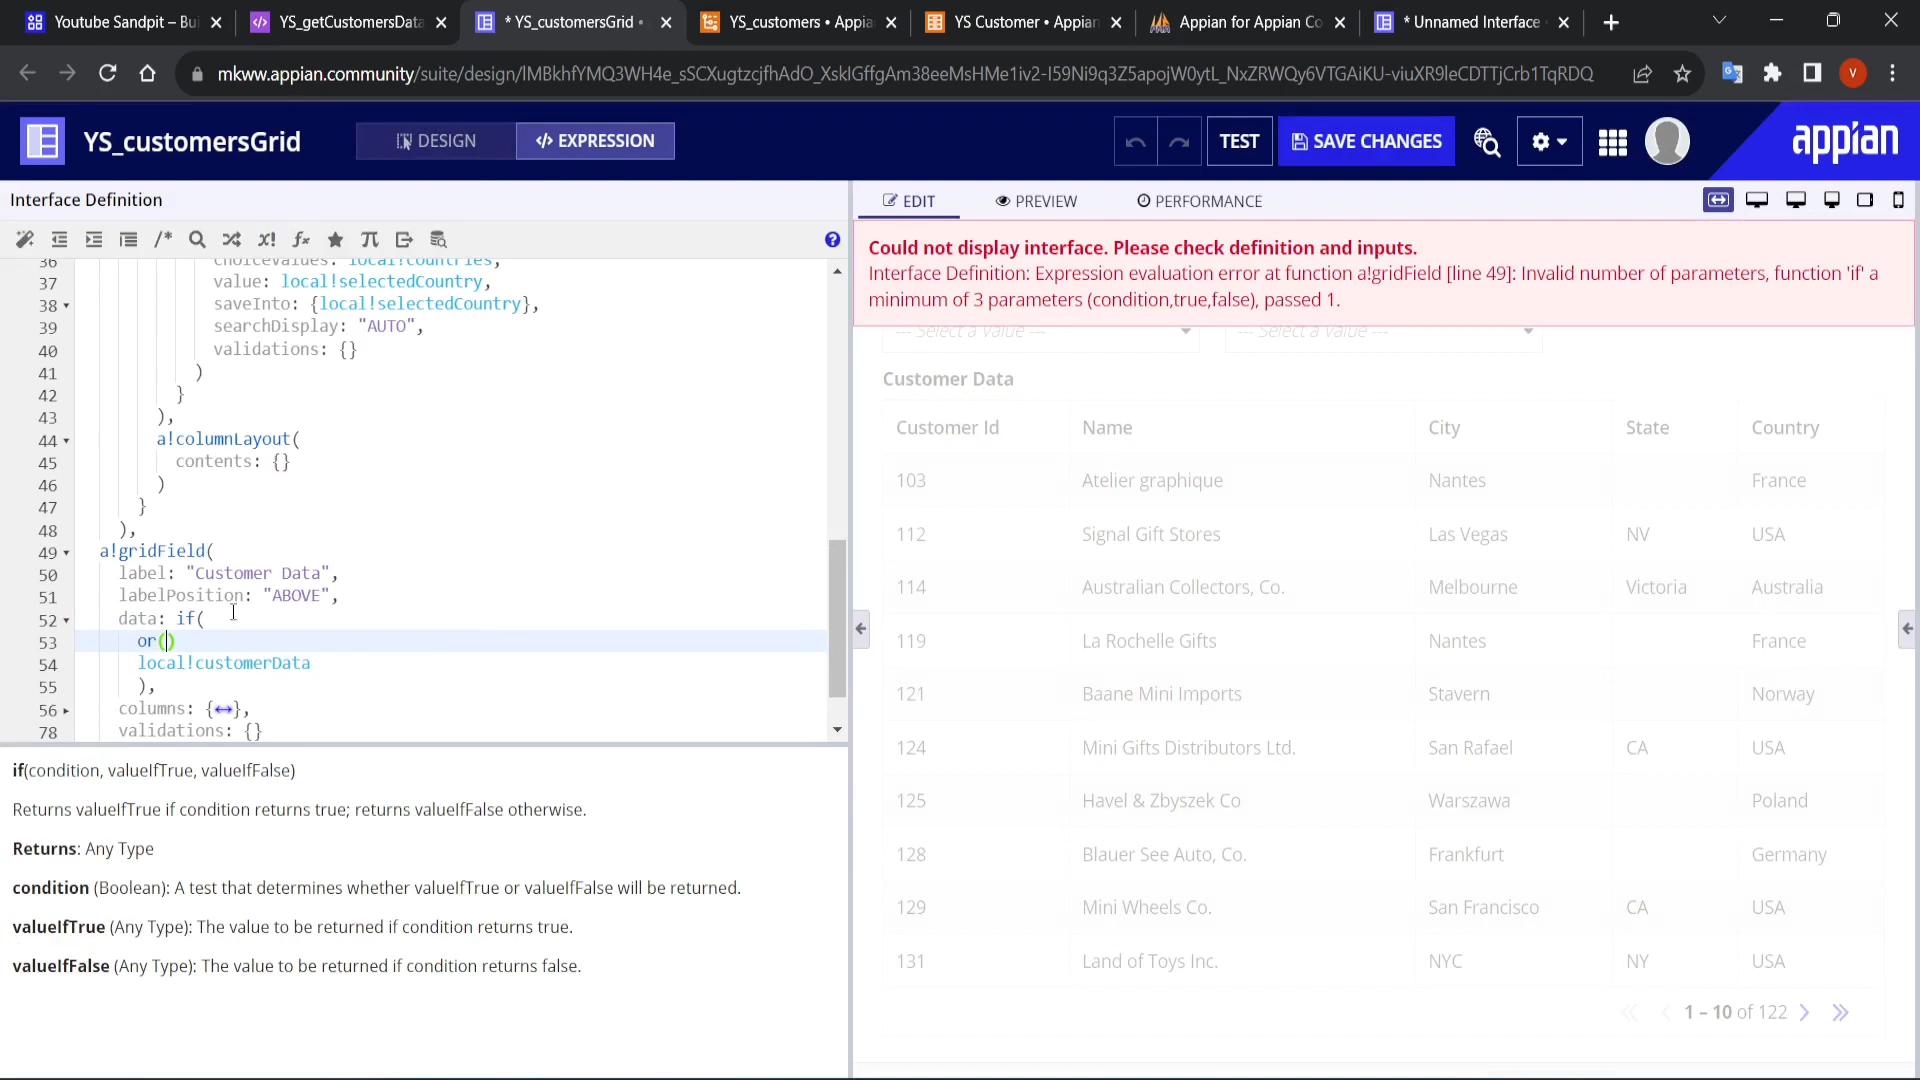 Youtube Sandpit – Bui
YS_getCustomersData
* YS_customersGrid •
YS_customers • Appia
YS Customer • Appian
Appian for Appian Co
* Unnamed Interface
mkww.appian.community/suite/design/lMBkhfYMQ3WH4e_sSCXugtzcjfhAdO_XskIGffgAm38eeMsHMe1iv2-I59Ni9q3Z5apojW0ytL_NxZRWQy6VTGAiKU-viuXR9leCDTTjCrb1TqRDQ
V
YS_customersGrid
DESIGN
</> EXPRESSION
TEST
SAVE CHANGES
appian
Interface Definition
EDIT
PREVIEW
PERFORMANCE
/*
Could not display interface. Please check definition and inputs.
Interface Definition: Expression evaluation error at function a!gridField [line 49]: Invalid number of parameters, function 'if' a
minimum of 3 parameters (condition,true,false), passed 1.
36 choiceValues: local!countries,
37 value: local!selectedCountry,
38 saveInto: {local!selectedCountry},
39 searchDisplay: "AUTO",
40 validations: {}
41 )
42 }
43 ),
44 a!columnLayout(
45 contents: {}
46 )
47 }
48 ),
49 a!gridField(
50 label: "Customer Data",
51 labelPosition: "ABOVE",
52 data: if(
53 or()
54 local!customerData
55 ),
56 columns: {↔},
78 validations: {}
if(condition, valueIfTrue, valueIfFalse)
Returns valueIfTrue if condition returns true; returns valueIfFalse otherwise.
Returns: Any Type
condition (Boolean): A test that determines whether valueIfTrue or valueIfFalse will be returned.
valueIfTrue (Any Type): The value to be returned if condition returns true.
valueIfFalse (Any Type): The value to be returned if condition returns false.
--- Select a Value ---
--- Select a Value ---
Customer Data
Customer Id Name City State Country
103 Atelier graphique Nantes France
112 Signal Gift Stores Las Vegas NV USA
114 Australian Collectors, Co. Melbourne Victoria Australia
119 La Rochelle Gifts Nantes France
121 Baane Mini Imports Stavern Norway
124 Mini Gifts Distributors Ltd. San Rafael CA USA
125 Havel & Zbyszek Co Warszawa Poland
128 Blauer See Auto, Co. Frankfurt Germany
129 Mini Wheels Co. San Francisco CA USA
131 Land of Toys Inc. NYC NY USA
1 – 10 of 122